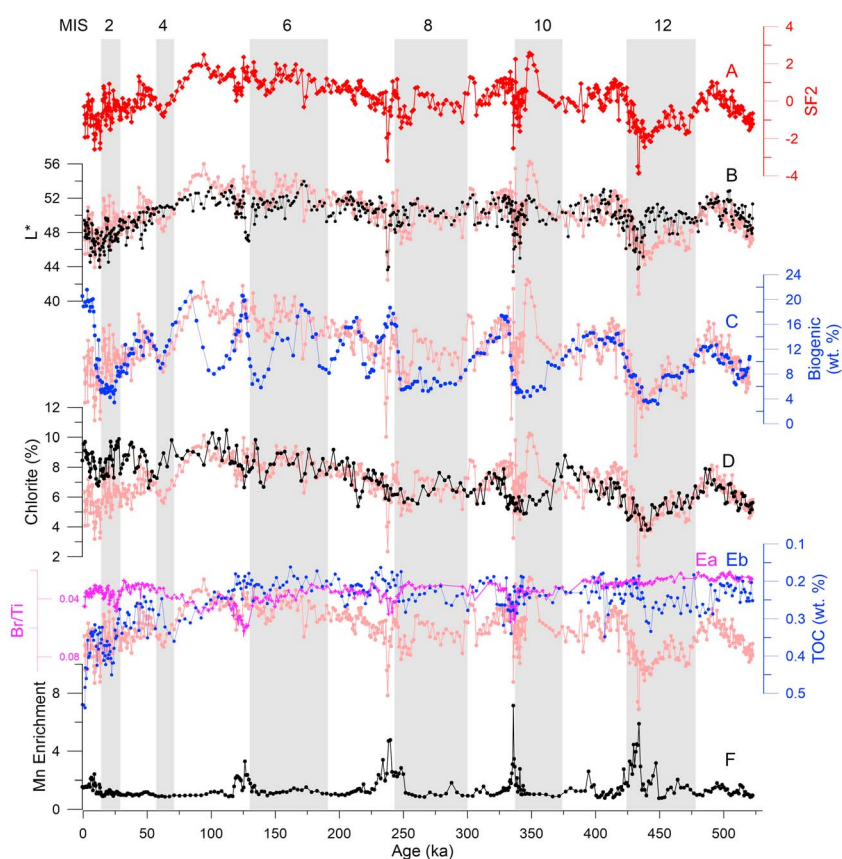 MIS 2 4 6 8 10 12
A
4
2
0
-2
-4
SF2
B
56
52
48
44
40
L*
C
24
20
16
12
8
4
0
Biogenic
(wt. %)
D
12
10
8
6
4
2
Chlorite (%)
Ea Eb
0.04
0.08
Br/Ti
0.1
0.2
0.3
0.4
0.5
TOC (wt. %)
F
8
4
0
Mn Enrichment
0 50 100 150 200 250 300 350 400 450 500
Age (ka)